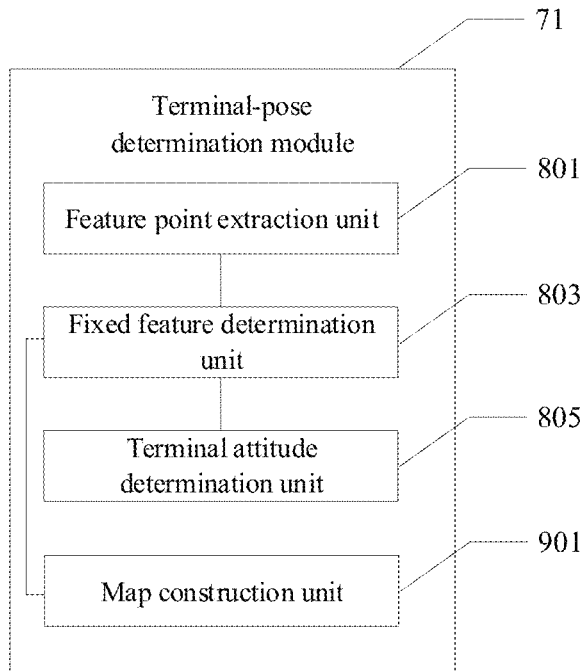 71
Terminal-pose
determination module
801
Feature point extraction unit
803
Fixed feature determination
unit
805
Terminal attitude
determination unit
901
Map construction unit